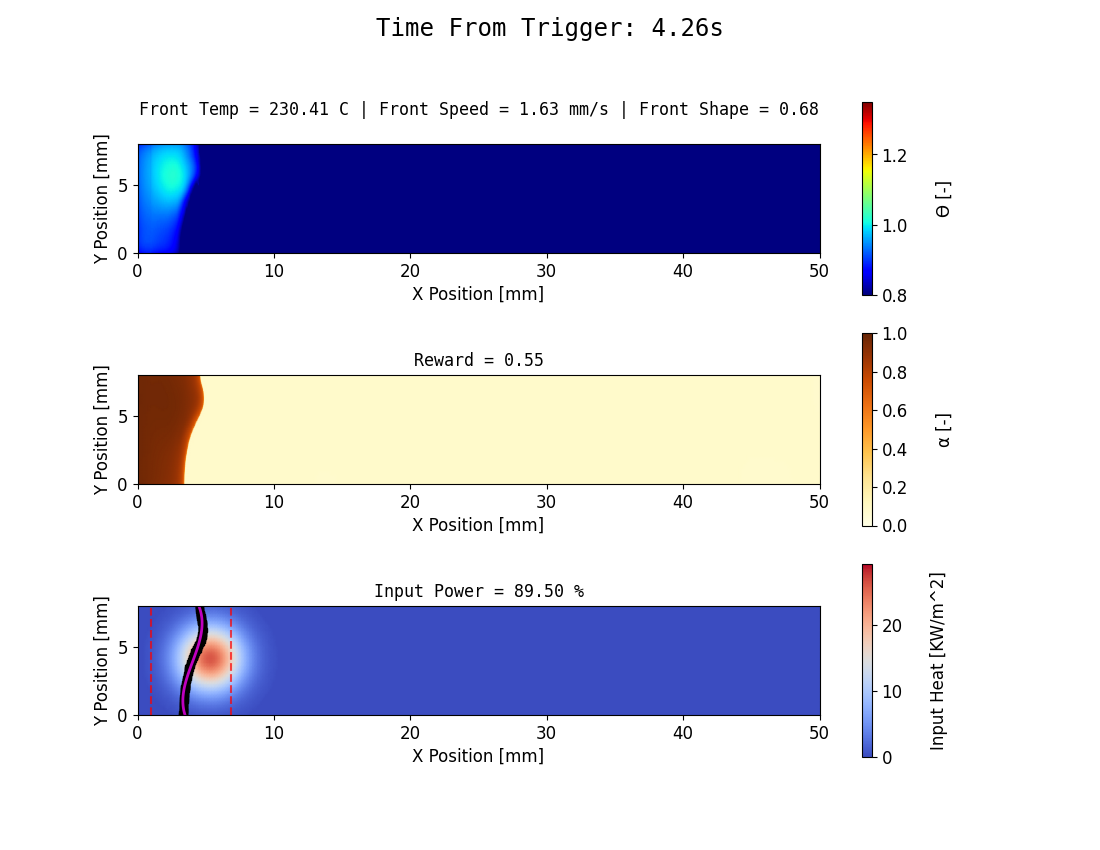 Time From Trigger: 4.26s
Front Temp = 230.41 C | Front Speed = 1.63 mm/s | Front Shape = 0.68
Y Position [mm]
5
0
0 10 20 30 40 50
X Position [mm]
1.2
1.0
0.8
Θ [-]
Reward = 0.55
Y Position [mm]
5
0
0 10 20 30 40 50
X Position [mm]
1.0
0.8
0.6
0.4
0.2
0.0
α [-]
Input Power = 89.50 %
Y Position [mm]
5
0
0 10 20 30 40 50
X Position [mm]
20
10
0
Input Heat [KW/m^2]